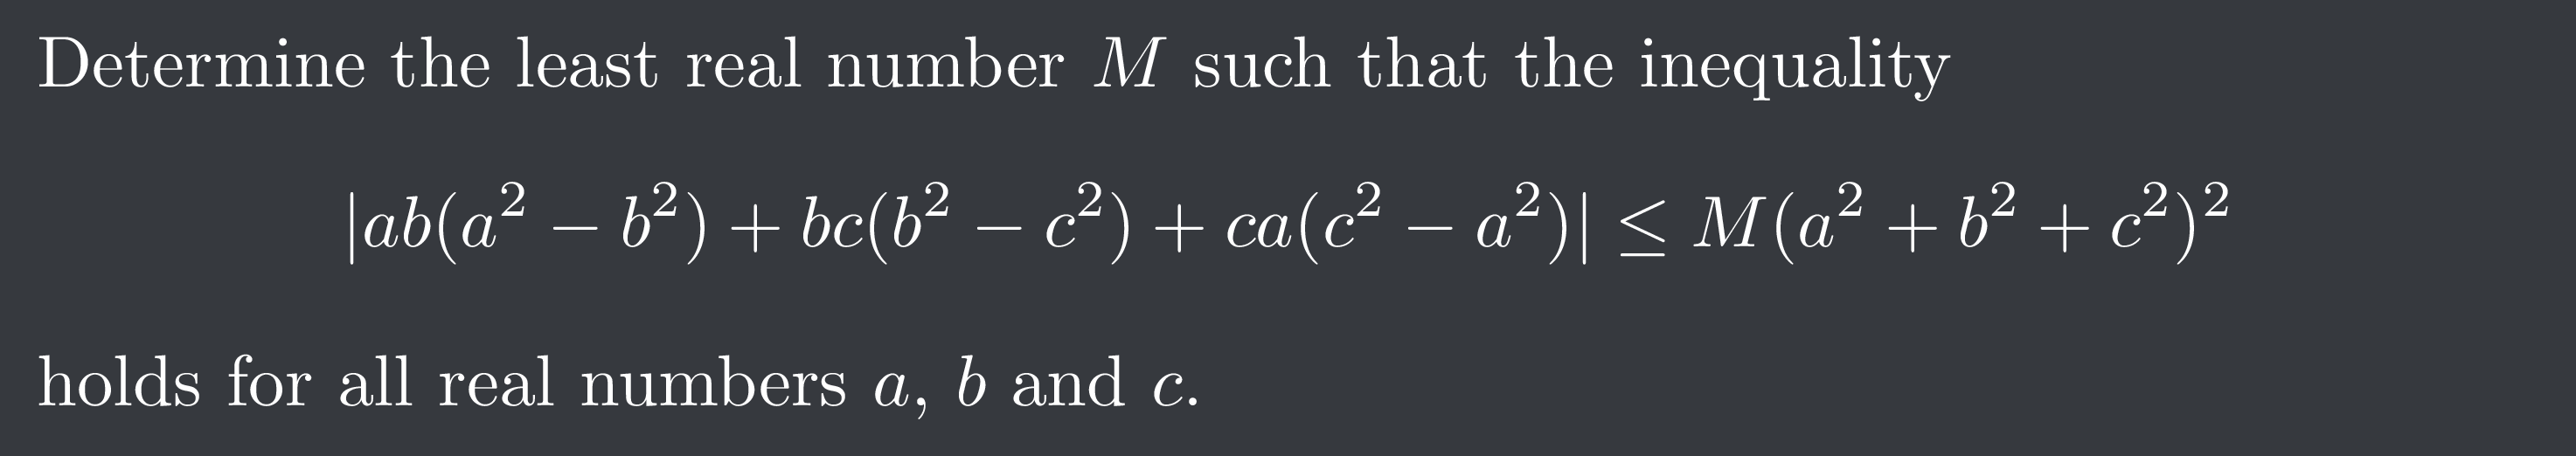 Determine the least real number M such that the inequality
|ab(a² − b²) + bc(b² − c²) + ca(c² − a²)| ≤ M(a² + b² + c²)²
holds for all real numbers a, b and c.